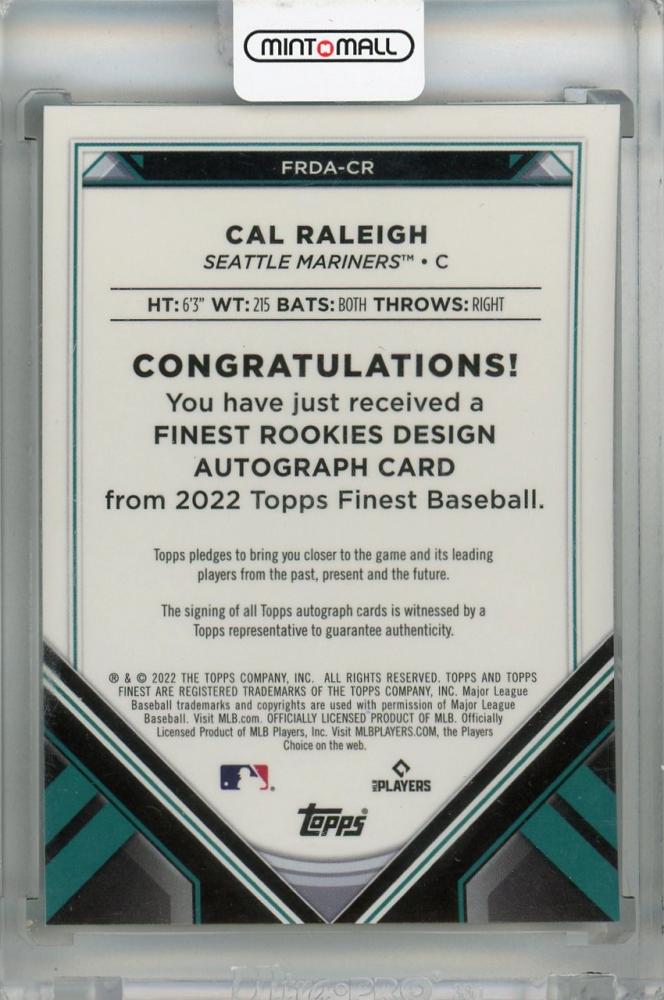 MINT MALL
FRDA-CR
CAL RALEIGH
SEATTLE MARINERS™ • C
HT: 6'3" WT: 215 BATS: BOTH THROWS: RIGHT
CONGRATULATIONS!
You have just received a
FINEST ROOKIES DESIGN
AUTOGRAPH CARD
from 2022 Topps Finest Baseball.
Topps pledges to bring you closer to the game and its leading
players from the past, present and the future.
The signing of all Topps autograph cards is witnessed by a
Topps representative to guarantee authenticity.
® & © 2022 THE TOPPS COMPANY, INC. ALL RIGHTS RESERVED. TOPPS AND TOPPS
FINEST ARE REGISTERED TRADEMARKS OF THE TOPPS COMPANY, INC. Major League
Baseball trademarks and copyrights are used with permission of Major League
Baseball. Visit MLB.com. OFFICIALLY LICENSED PRODUCT OF MLB. Officially
Licensed Product of MLB Players, Inc. Visit MLBPLAYERS.COM, the Players
Choice on the web.
MLB PLAYERS
topps®
Ultra PRO